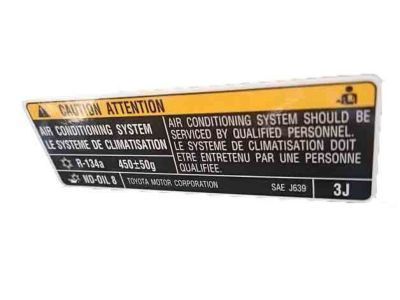 CAUTION ATTENTION
AIR CONDITIONING SYSTEM
LE SYSTEME DE CLIMATISATION
R-134a 450±50g
ND-OIL 8 TOYOTA MOTOR CORPORATION
AIR CONDITIONING SYSTEM SHOULD BE
SERVICED BY QUALIFIED PERSONNEL.
LE SYSTEME DE CLIMATISATION DOIT
ETRE ENTRETENU PAR UNE PERSONNE
QUALIFIEE.
SAE J639 3J